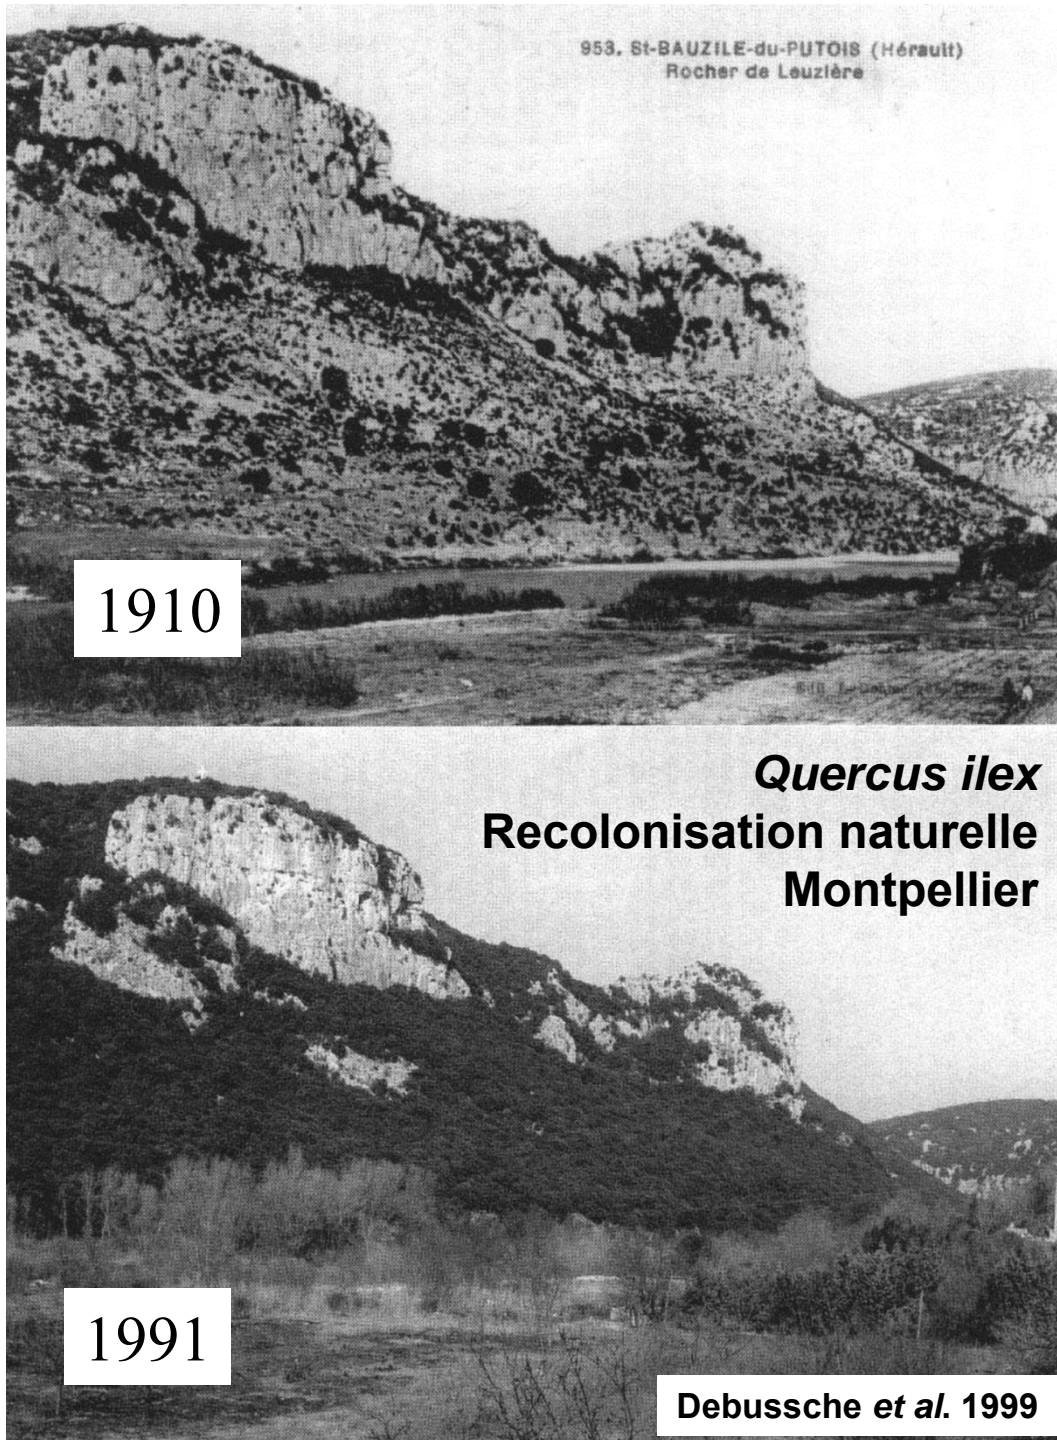 953. St-BAUZILE-du-PUTOIS (Hérault)
Rocher de Leuzière
1910
Quercus ilex
Recolonisation naturelle
Montpellier
1991
Debussche et al. 1999